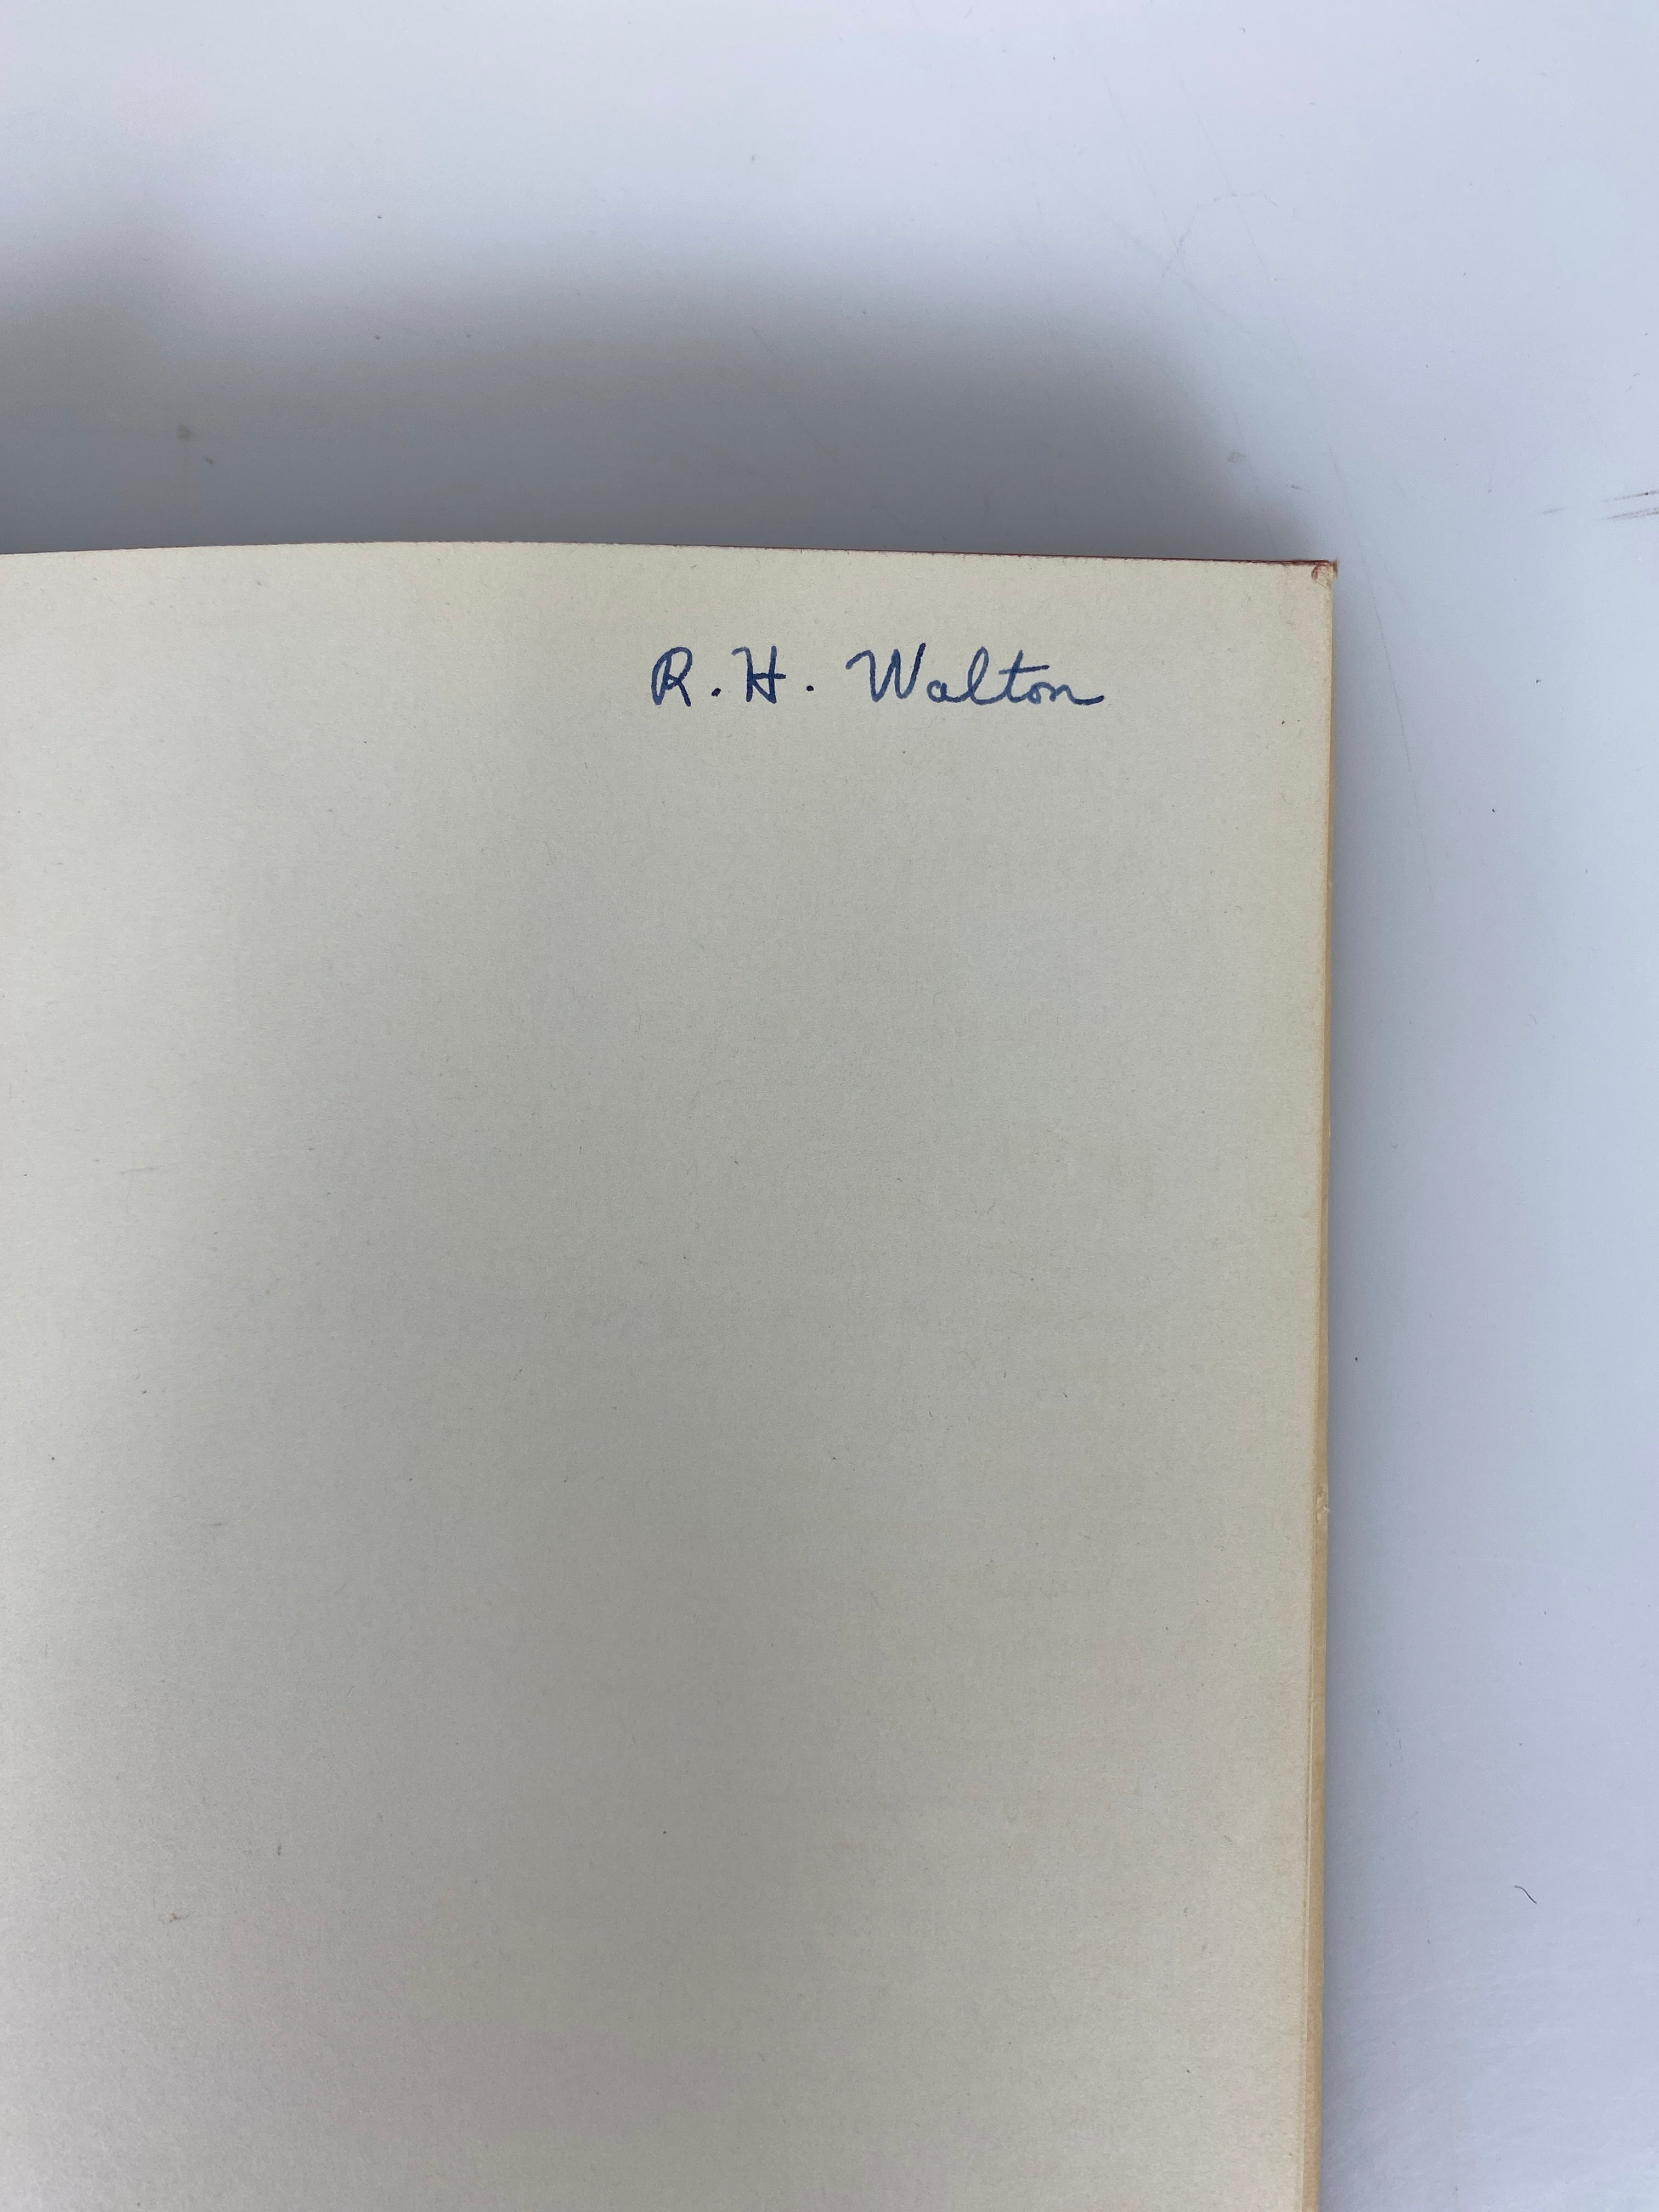 R. H. Walton